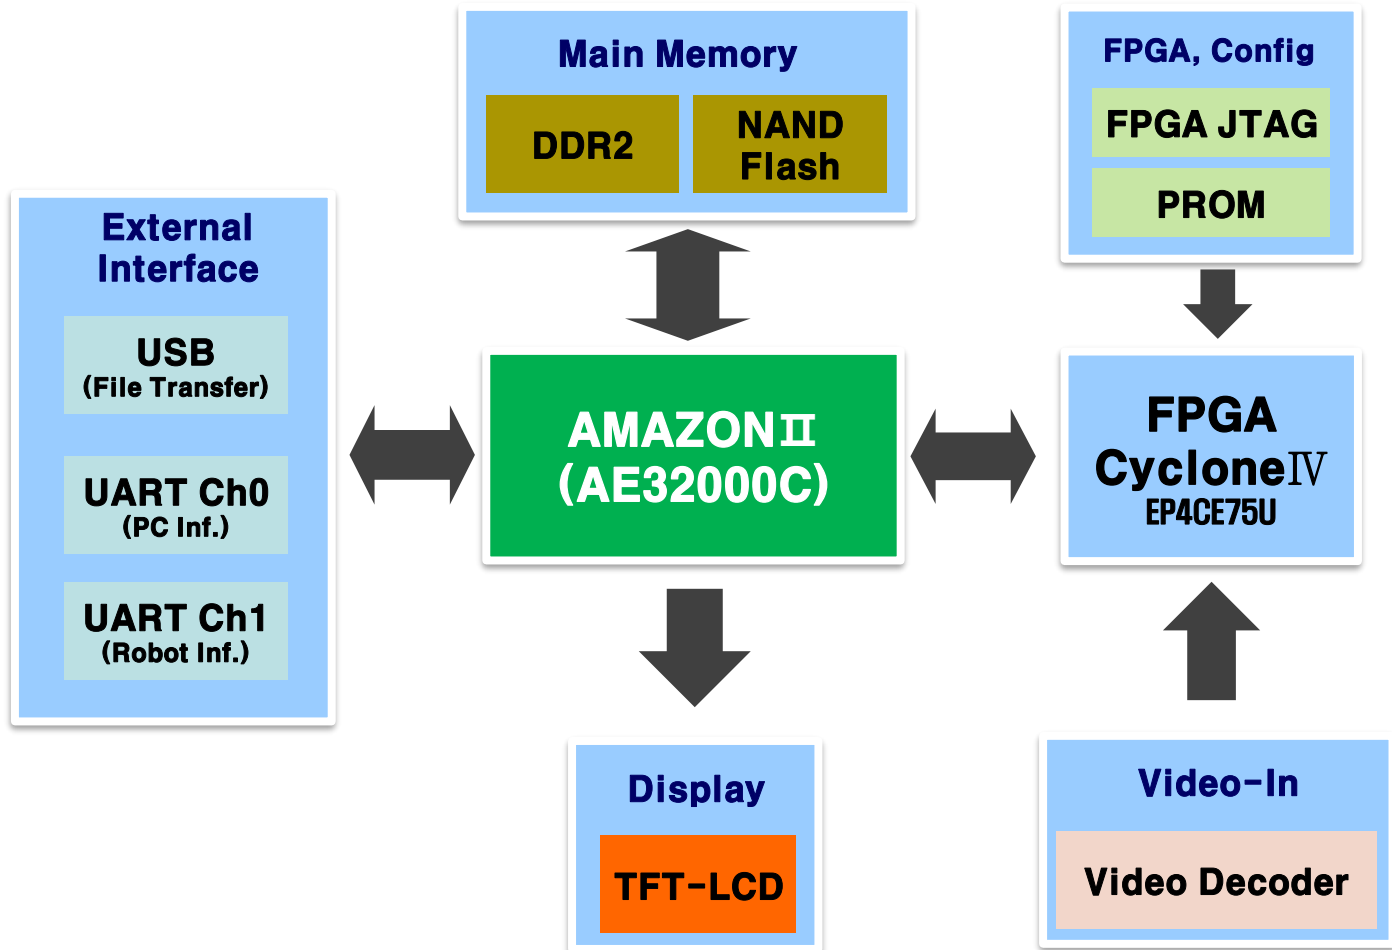 Main Memory
DDR2
NAND
Flash
FPGA, Config
FPGA JTAG
PROM
External
Interface
USB
(File Transfer)
UART Ch0
(PC Inf.)
UART Ch1
(Robot Inf.)
AMAZONⅡ
(AE32000C)
FPGA
CycloneⅣ
EP4CE75U
Display
TFT-LCD
Video-In
Video Decoder